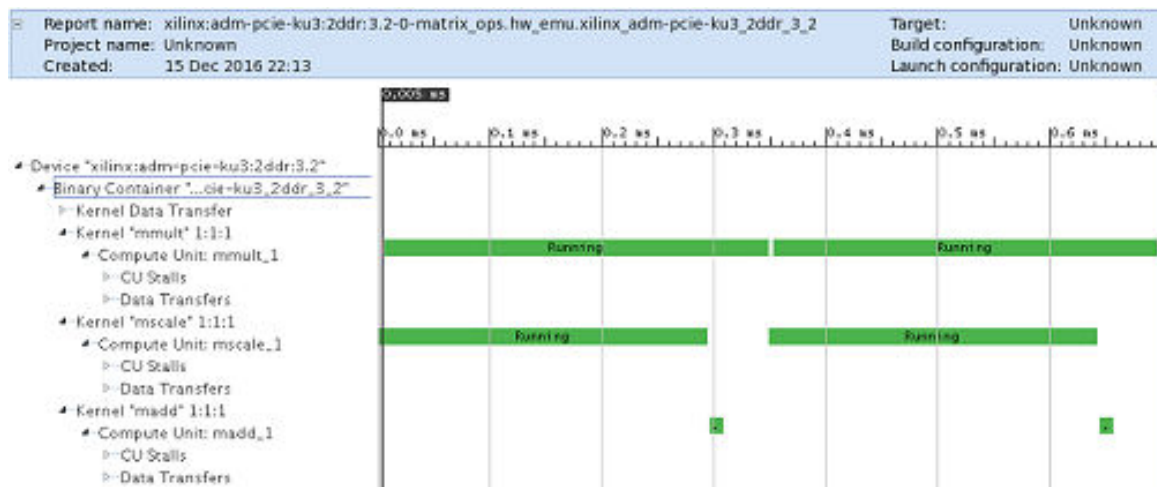 Report name: xilinx:adm-pcie-ku3:2ddr:3.2-0-matrix_ops.hw_emu.xilinx_adm-pcie-ku3_2ddr_3_2 Target: Unknown
Project name: Unknown Build configuration: Unknown
Created: 15 Dec 2016 22:13 Launch configuration: Unknown
0.005 ms
0.0 ms 0.1 ms 0.2 ms 0.3 ms 0.4 ms 0.5 ms 0.6 ms
Device "xilinx:adm-pcie-ku3:2ddr:3.2"
Binary Container "...cie-ku3_2ddr_3_2"
Kernel Data Transfer
Kernel "mmult" 1:1:1
Compute Unit: mmult_1 Running Running
CU Stalls
Data Transfers
Kernel "mscale" 1:1:1
Compute Unit: mscale_1 Running Running
CU Stalls
Data Transfers
Kernel "madd" 1:1:1
Compute Unit: madd_1 . .
CU Stalls
Data Transfers